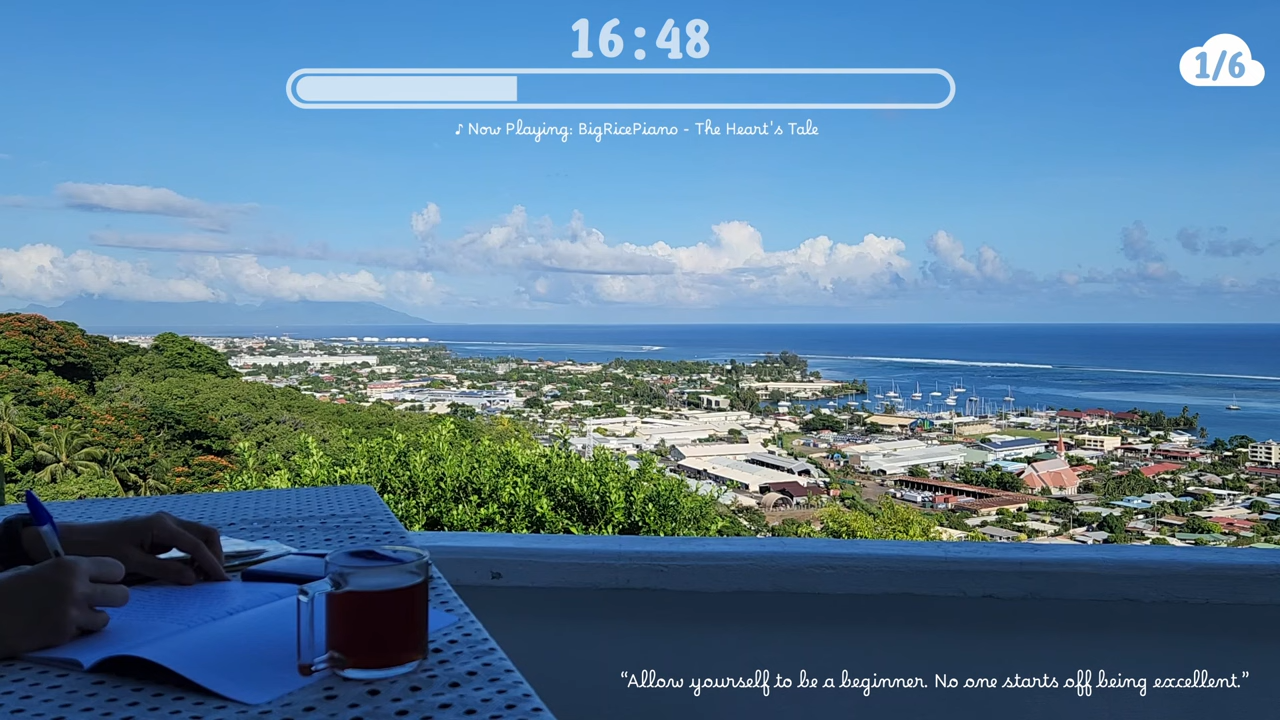 16:48
1/6
♪ Now Playing: BigRicePiano - The Heart's Tale
“Allow yourself to be a beginner. No one starts off being excellent.”